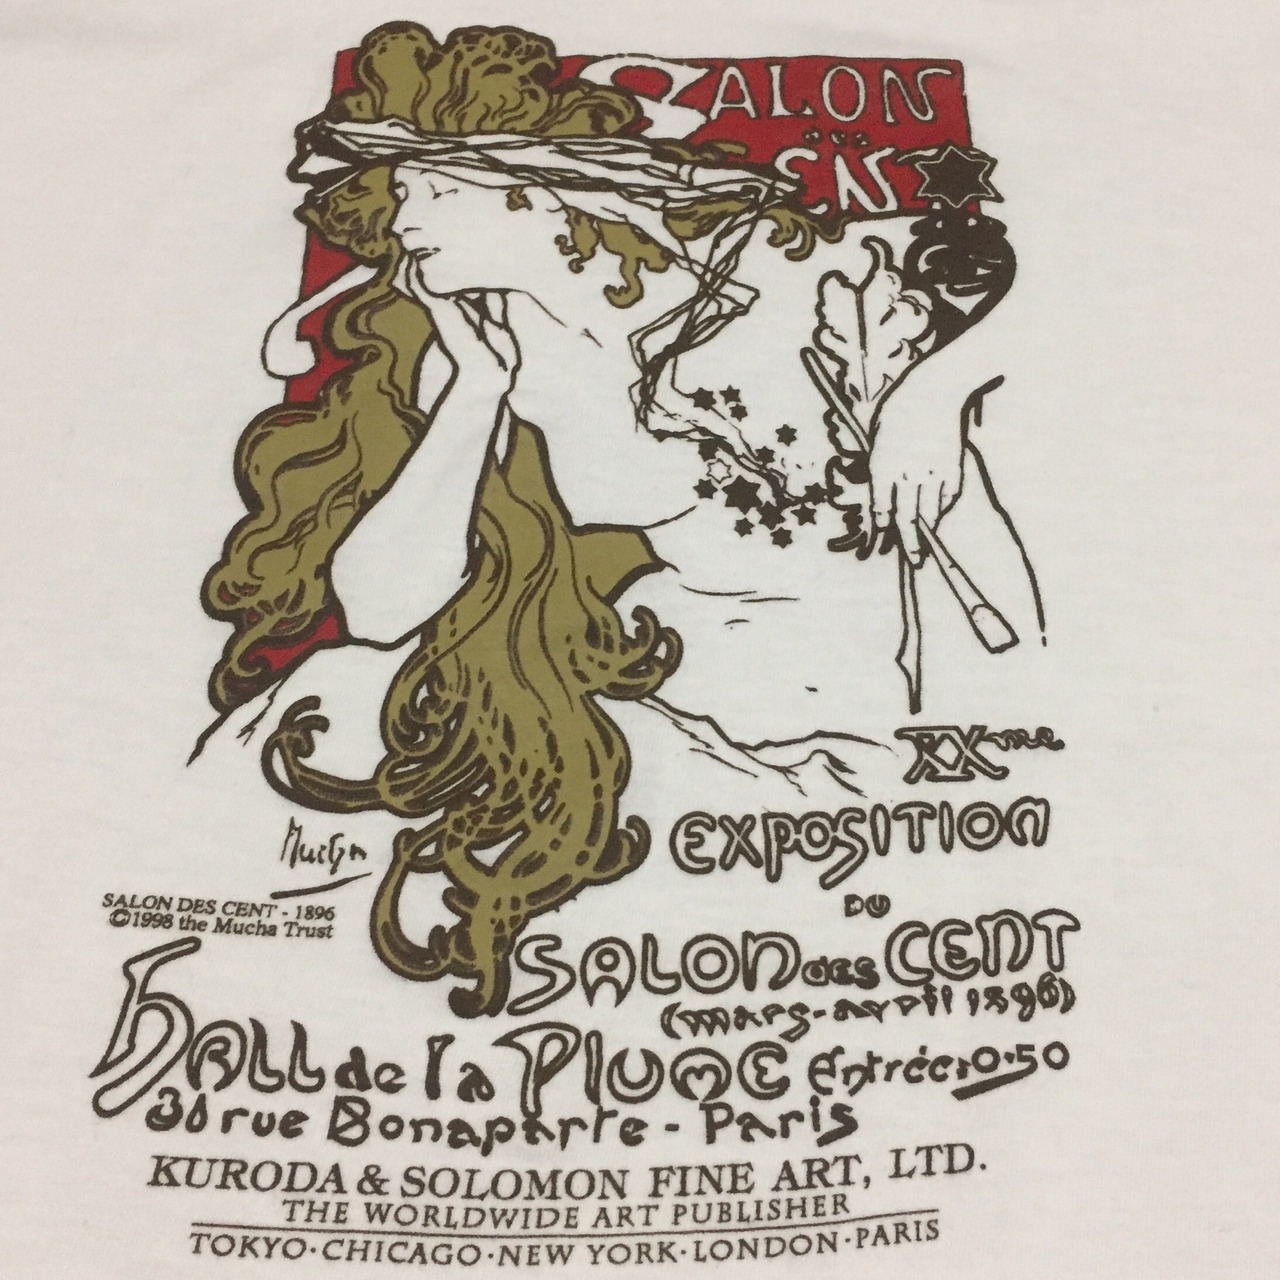 SALON
DES
CENT
XXme
EXPOSITION
DU
SALON des CENT
(mars-avril 1896)
Mucha
SALON DES CENT - 1896
©1998 the Mucha Trust
HALL de la PLUME Entrée:0.50
31 rue Bonaparte - Paris
KURODA & SOLOMON FINE ART, LTD.
THE WORLDWIDE ART PUBLISHER
TOKYO·CHICAGO·NEW YORK·LONDON·PARIS